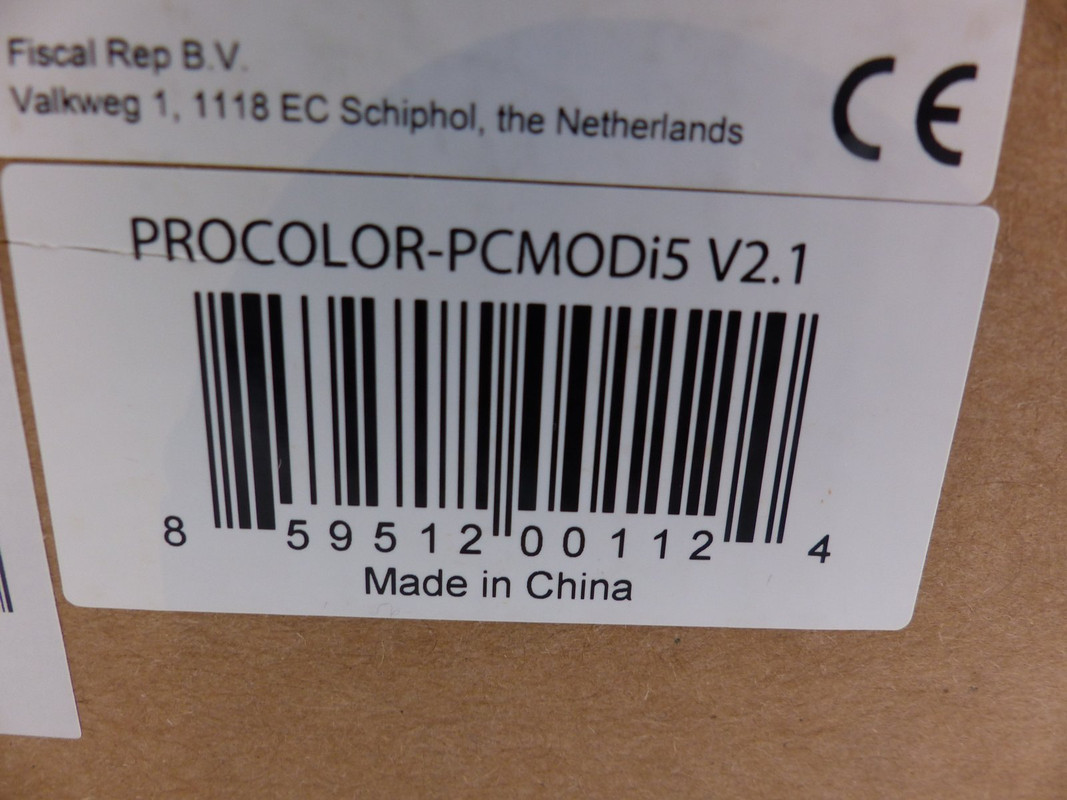 Fiscal Rep B.V.
Valkweg 1, 1118 EC Schiphol, the Netherlands
CE
PROCOLOR-PCMODi5 V2.1
8 59512 00112 4
Made in China